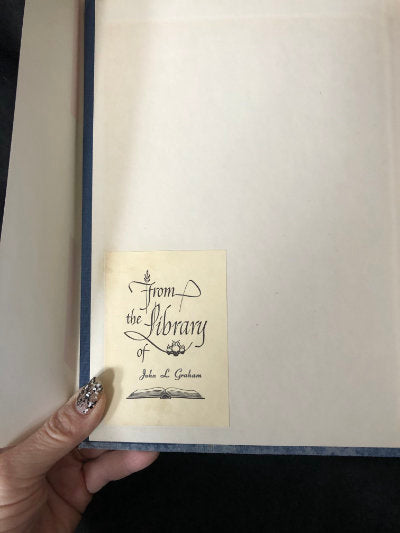 From
the Library
of
John L. Graham